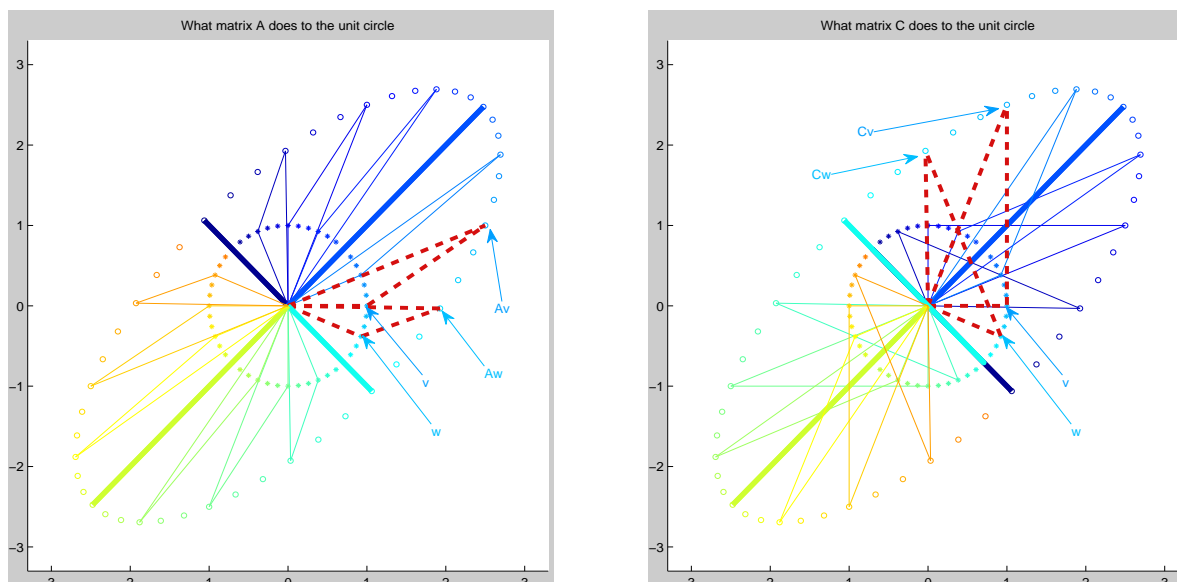 What matrix A does to the unit circle
3
2
1
0
−1
−2
−3
Av
Aw
v
w
What matrix C does to the unit circle
3
2
1
0
−1
−2
−3
Cv
Cw
v
w